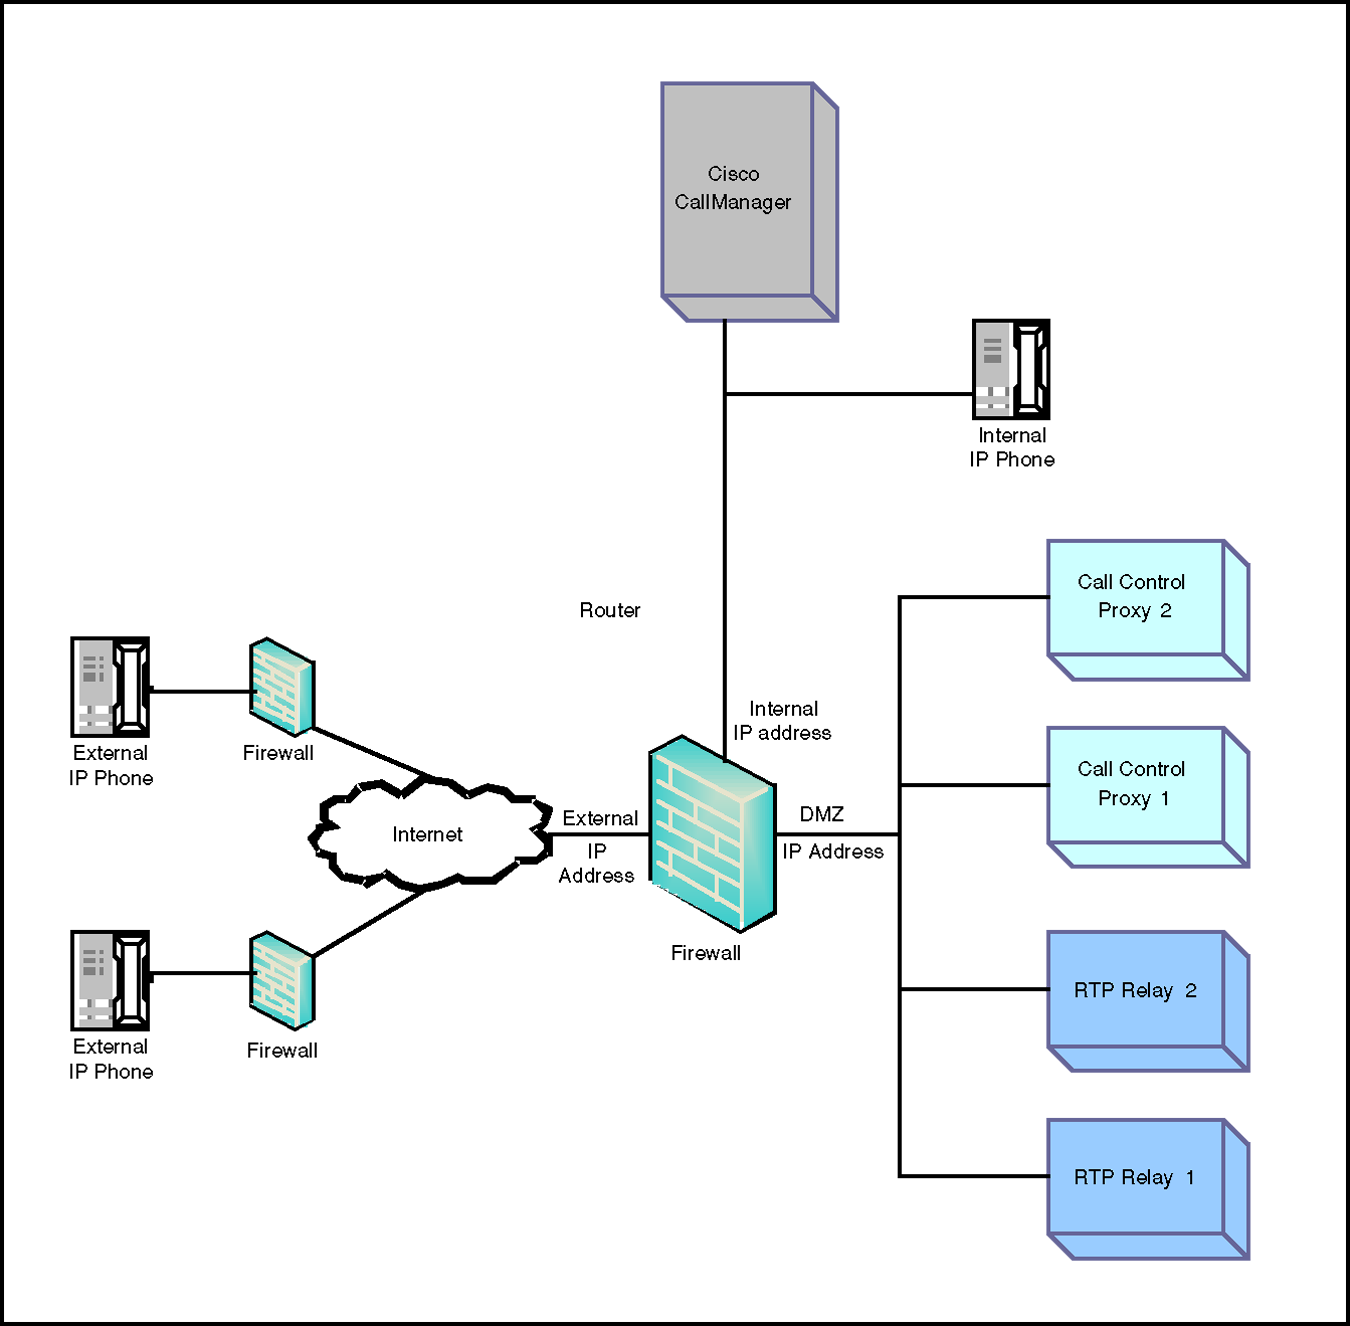 Cisco
CallManager
Internal
IP Phone
Call Control
Proxy 2
Router
Internal
IP address
External
IP Phone
Firewall
Call Control
Proxy 1
Internet
External
IP
Address
DMZ
IP Address
Firewall
RTP Relay 2
External
IP Phone
Firewall
RTP Relay 1